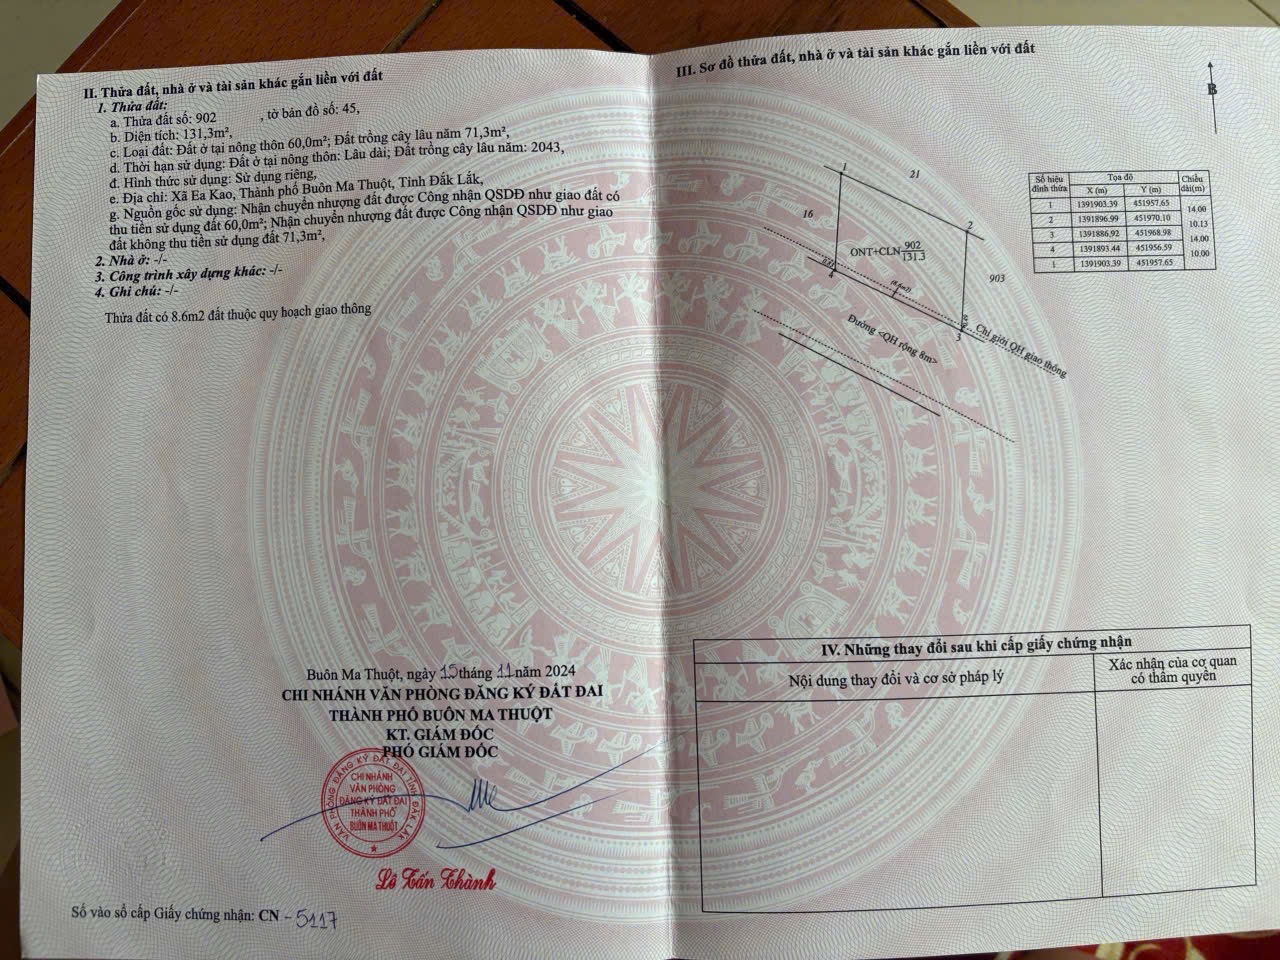 II. Thửa đất, nhà ở và tài sản khác gắn liền với đất
1. Thửa đất:
a. Thửa đất số: 902 , tờ bản đồ số: 45,
b. Diện tích: 131,3m²,
c. Loại đất: Đất ở tại nông thôn 60,0m²; Đất trồng cây lâu năm 71,3m²,
d. Thời hạn sử dụng: Đất ở tại nông thôn: Lâu dài; Đất trồng cây lâu năm: 2043,
đ. Hình thức sử dụng: Sử dụng riêng,
e. Địa chỉ: Xã Ea Kao, Thành phố Buôn Ma Thuột, Tỉnh Đắk Lắk,
g. Nguồn gốc sử dụng: Nhận chuyển nhượng đất được Công nhận QSDĐ như giao đất có
thu tiền sử dụng đất 60,0m²; Nhận chuyển nhượng đất được Công nhận QSDĐ như giao
đất không thu tiền sử dụng đất 71,3m²,
2. Nhà ở: -/-
3. Công trình xây dựng khác: -/-
4. Ghi chú: -/-
Thửa đất có 8.6m2 đất thuộc quy hoạch giao thông
Buôn Ma Thuột, ngày 15 tháng 11 năm 2024
CHI NHÁNH VĂN PHÒNG ĐĂNG KÝ ĐẤT ĐAI
THÀNH PHỐ BUÔN MA THUỘT
KT. GIÁM ĐỐC
PHÓ GIÁM ĐỐC
VĂN PHÒNG ĐĂNG KÝ ĐẤT ĐAI TỈNH ĐẮK LẮK
CHI NHÁNH
VĂN PHÒNG
ĐĂNG KÝ ĐẤT ĐAI
THÀNH PHỐ
BUÔN MA THUỘT
Lê Tấn Thành
Số vào sổ cấp Giấy chứng nhận: CN - 5117
III. Sơ đồ thửa đất, nhà ở và tài sản khác gắn liền với đất
B
1
21
16
2
ONT+CLN 902
131.3
903
4
(8.6m2)
3
Đường <QH rộng 8m>
Chỉ giới QH giao thông
Số hiệu đỉnh thửa Tọa độ Chiều dài(m)
X (m) Y (m)
1 1391903.39 451957.65
14.00
2 1391896.99 451970.10
10.13
3 1391886.92 451968.98
14.00
4 1391893.44 451956.59
10.00
1 1391903.39 451957.65
IV. Những thay đổi sau khi cấp giấy chứng nhận
Nội dung thay đổi và cơ sở pháp lý
Xác nhận của cơ quan
có thẩm quyền